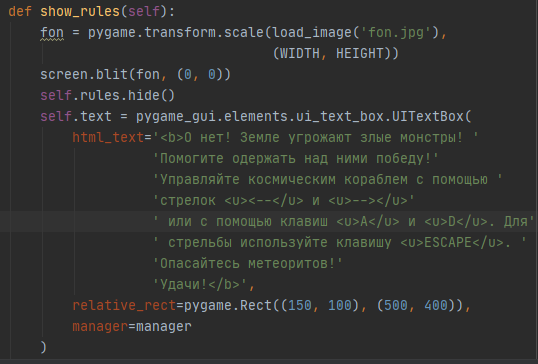 def show_rules(self):
    fon = pygame.transform.scale(load_image('fon.jpg'),
                                 (WIDTH, HEIGHT))
    screen.blit(fon, (0, 0))
    self.rules.hide()
    self.text = pygame_gui.elements.ui_text_box.UITextBox(
        html_text='<b>О нет! Земле угрожают злые монстры! '
                  'Помогите одержать над ними победу!'
                  'Управляйте космическим кораблем с помощью '
                  'стрелок <u><--</u> и <u>--></u>'
                  ' или с помощью клавиш <u>A</u> и <u>D</u>. Для'
                  ' стрельбы используйте клавишу <u>ESCAPE</u>. '
                  'Опасайтесь метеоритов!'
                  'Удачи!</b>',
        relative_rect=pygame.Rect((150, 100), (500, 400)),
        manager=manager
    )